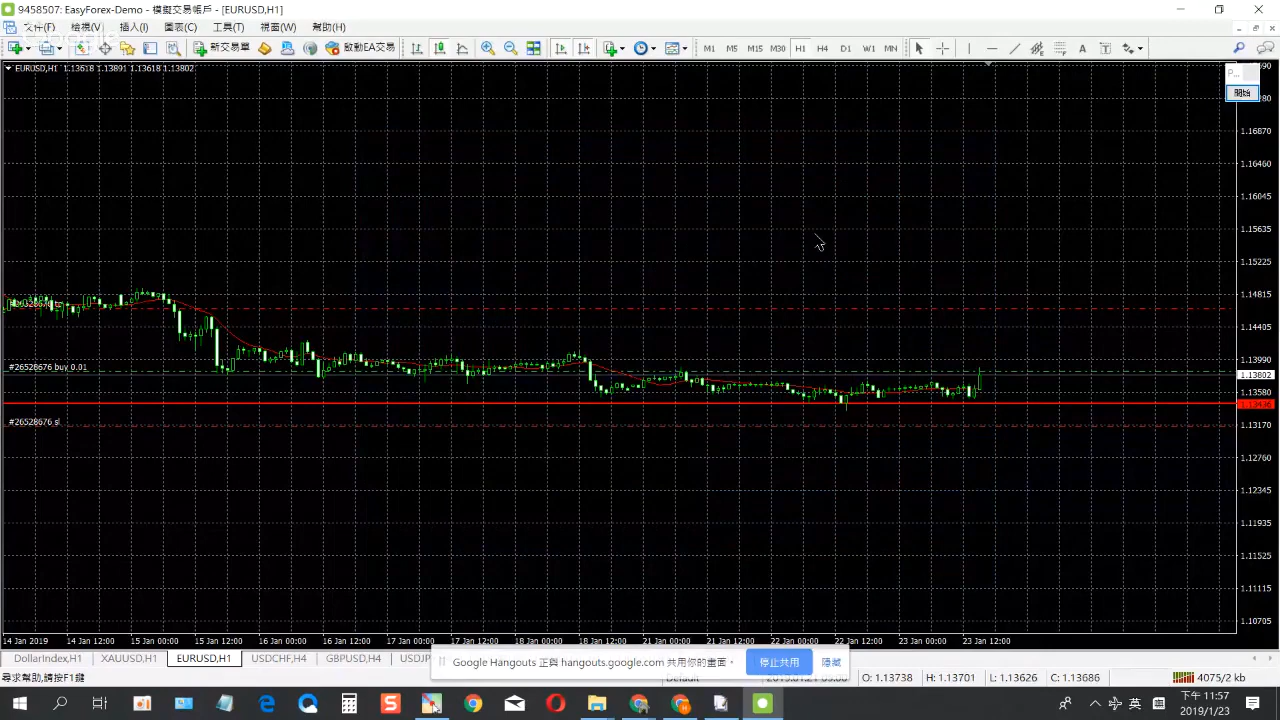 9458507: EasyForex-Demo - 模擬交易帳戶 - [EURUSD,H1]
文件(F) 檢視(V) 插入(I) 圖表(C) 工具(T) 視窗(W) 幫助(H)
新交易單 啟動EA交易 M1 M5 M15 M30 H1 H4 D1 W1 MN
EURUSD,H1 1.13618 1.13891 1.13618 1.13802
開始
1.16870
1.16460
1.16045
1.15635
1.15225
1.14815
1.14405
1.13990
#26528676 buy 0.01
1.13802
1.13580
#26528676 sl
1.13170
1.12760
1.12345
1.11935
1.11525
1.11115
1.10705
14 Jan 2019 14 Jan 12:00 15 Jan 00:00 15 Jan 12:00 16 Jan 00:00 16 Jan 12:00 17 Jan 00:00 17 Jan 12:00 18 Jan 00:00 18 Jan 12:00 21 Jan 00:00 21 Jan 12:00 22 Jan 00:00 22 Jan 12:00 23 Jan 00:00 23 Jan 12:00
DollarIndex,H1 XAUUSD,H1 EURUSD,H1 USDCHF,H4 GBPUSD,H4 USDJP
Google Hangouts 正與 hangouts.google.com 共用你的畫面。 停止共用 隱藏
尋求幫助,請按F1鍵 Default O: 1.13738 H: 1.13701 L: 1.13626 C: 1.13686 4075/2 kb
下午 11:57
2019/1/23